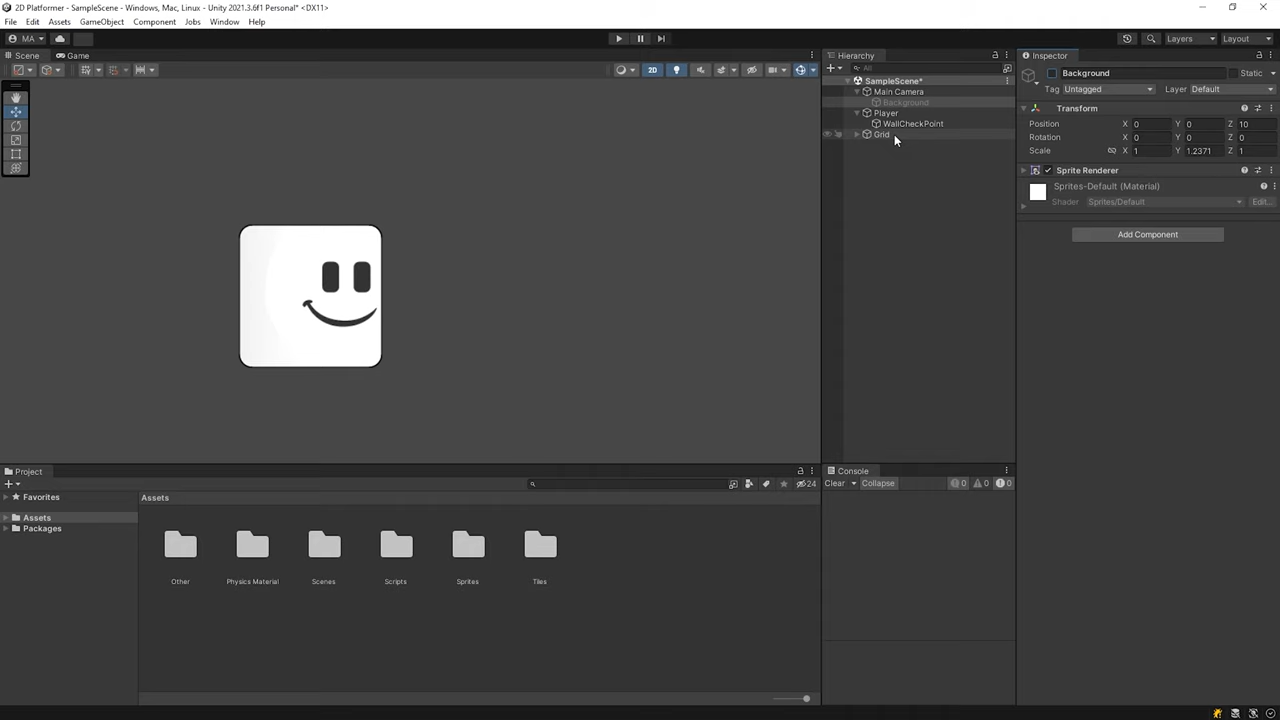 2D Platformer - SampleScene - Windows, Mac, Linux - Unity 2021.3.6f1 Personal* <DX11>
File Edit Assets GameObject Component Jobs Window Help
MA Layers Layout
Scene Game
2D
Hierarchy
All
SampleScene*
Main Camera
Background
Player
WallCheckPoint
Grid
Inspector
Background Static
Tag Untagged Layer Default
Transform
Position X 0 Y 0 Z 10
Rotation X 0 Y 0 Z 0
Scale X 1 Y 1.2371 Z 1
Sprite Renderer
Sprites-Default (Material)
Shader Sprites/Default Edit...
Add Component
Project
24
Favorites
Assets
Packages
Assets
Other Physics Material Scenes Scripts Sprites Tiles
Console
Clear Collapse 0 0 0